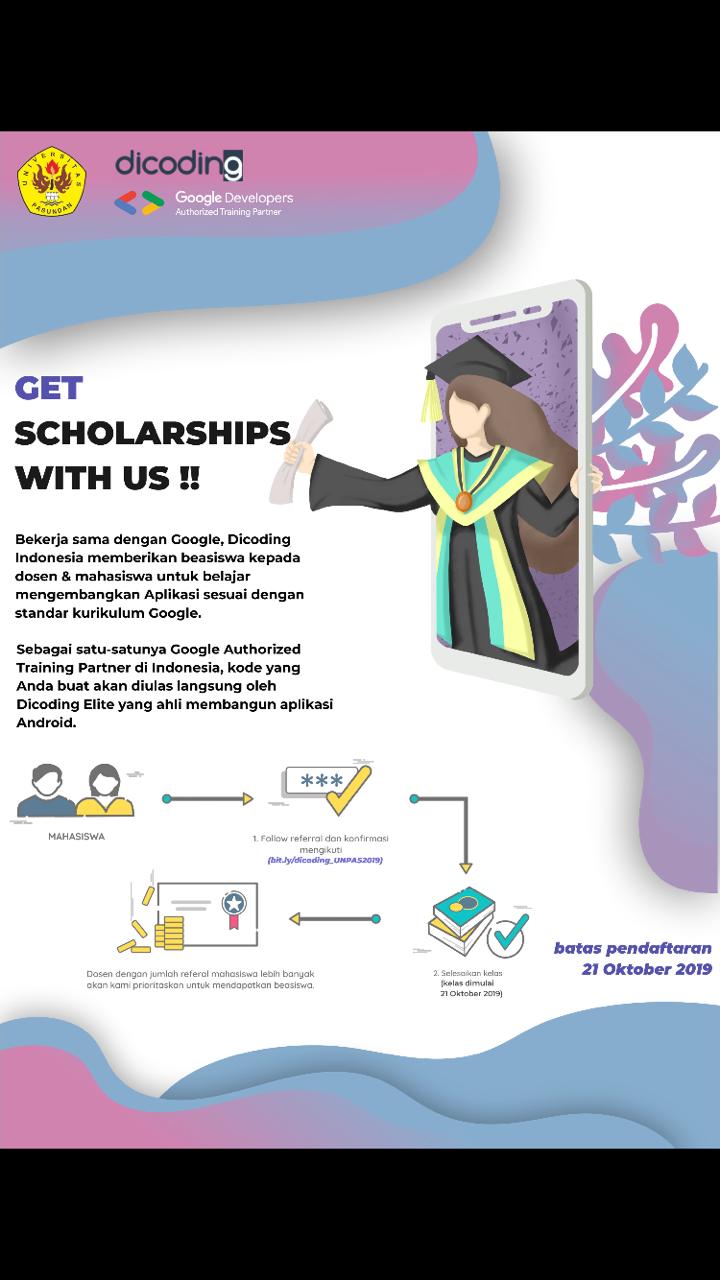 UNIVERSITAS
PASUNDAN
dicoding
Google Developers
Authorized Training Partner
GET
SCHOLARSHIPS
WITH US !!
Bekerja sama dengan Google, Dicoding
Indonesia memberikan beasiswa kepada
dosen & mahasiswa untuk belajar
mengembangkan Aplikasi sesuai dengan
standar kurikulum Google.
Sebagai satu-satunya Google Authorized
Training Partner di Indonesia, kode yang
Anda buat akan diulas langsung oleh
Dicoding Elite yang ahli membangun aplikasi
Android.
MAHASISWA
***
1. Follow referral dan konfirmasi
mengikuti
(bit.ly/dicoding_UNPAS2019)
2. Selesaikan kelas
(kelas dimulai
21 Oktober 2019)
Dosen dengan jumlah referal mahasiswa lebih banyak
akan kami prioritaskan untuk mendapatkan beasiswa.
batas pendaftaran
21 Oktober 2019